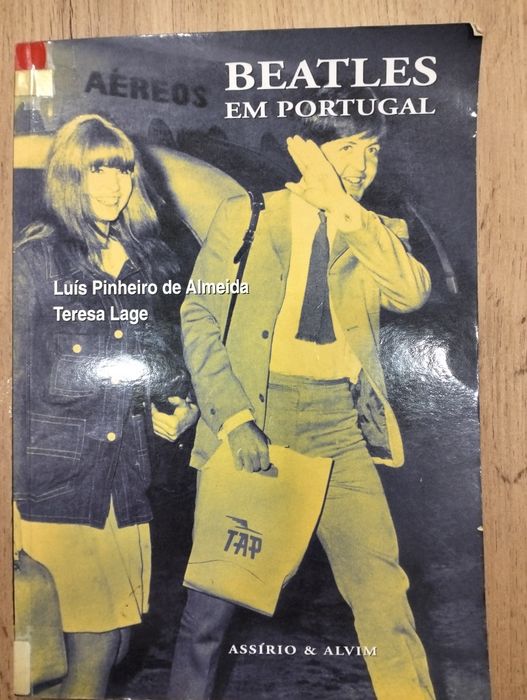 AÉREOS
BEATLES
EM PORTUGAL
Luís Pinheiro de Almeida
Teresa Lage
TAP
ASSÍRIO & ALVIM